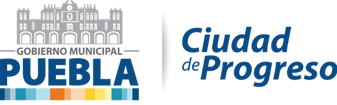 GOBIERNO MUNICIPAL
PUEBLA
Ciudad
de Progreso